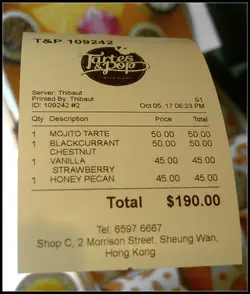 T&P 109242
Tartes
&Pots
Server: Thibaut
Printed By: Thibaut 51
ID: 109242 #2 Oct 05, 17 06:23 PM
Qty Description Price Total
1 MOJITO TARTE 50.00 50.00
1 BLACKCURRANT 50.00 50.00
CHESTNUT
1 VANILLA 45.00 45.00
STRAWBERRY
1 HONEY PECAN 45.00 45.00
Total $190.00
Tel. 6597 6667
Shop C, 2 Morrison Street, Sheung Wan,
Hong Kong